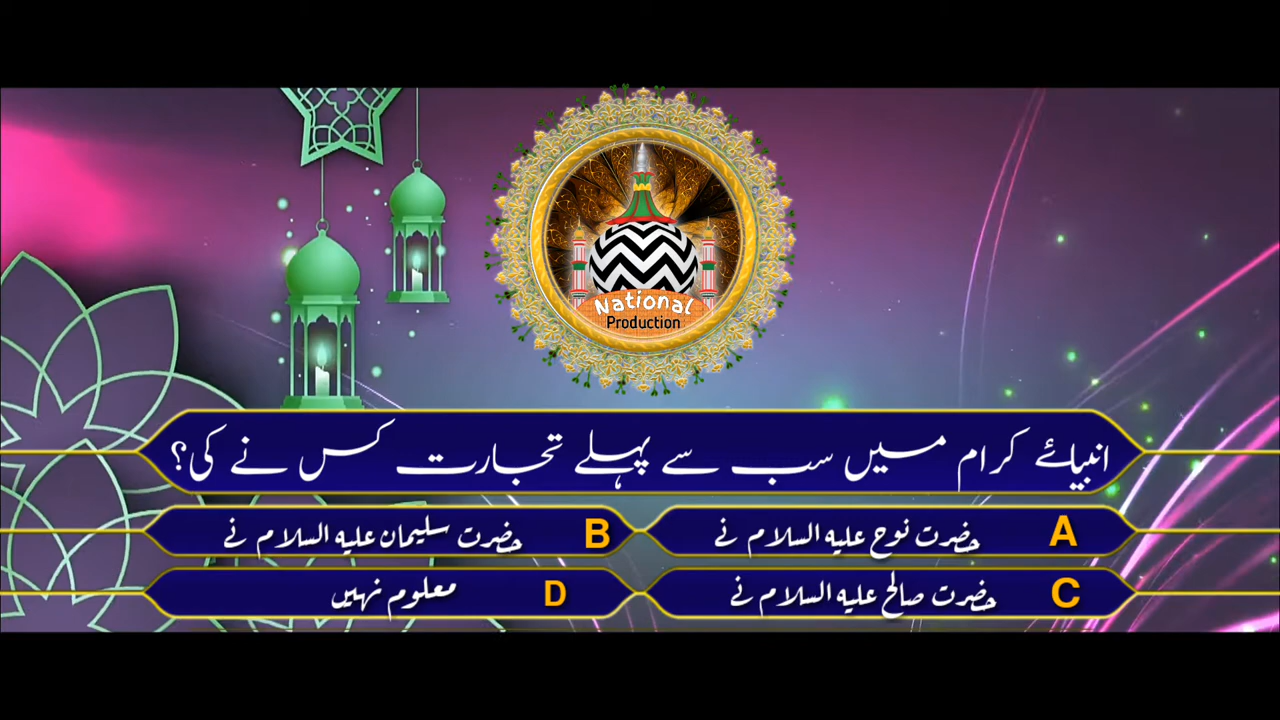 National
Production
انبیائے کرام میں سب سے پہلے تجارت کس نے کی؟
A حضرت نوح علیہ السلام نے
B حضرت سلیمان علیہ السلام نے
C حضرت صالح علیہ السلام نے
D معلوم نہیں